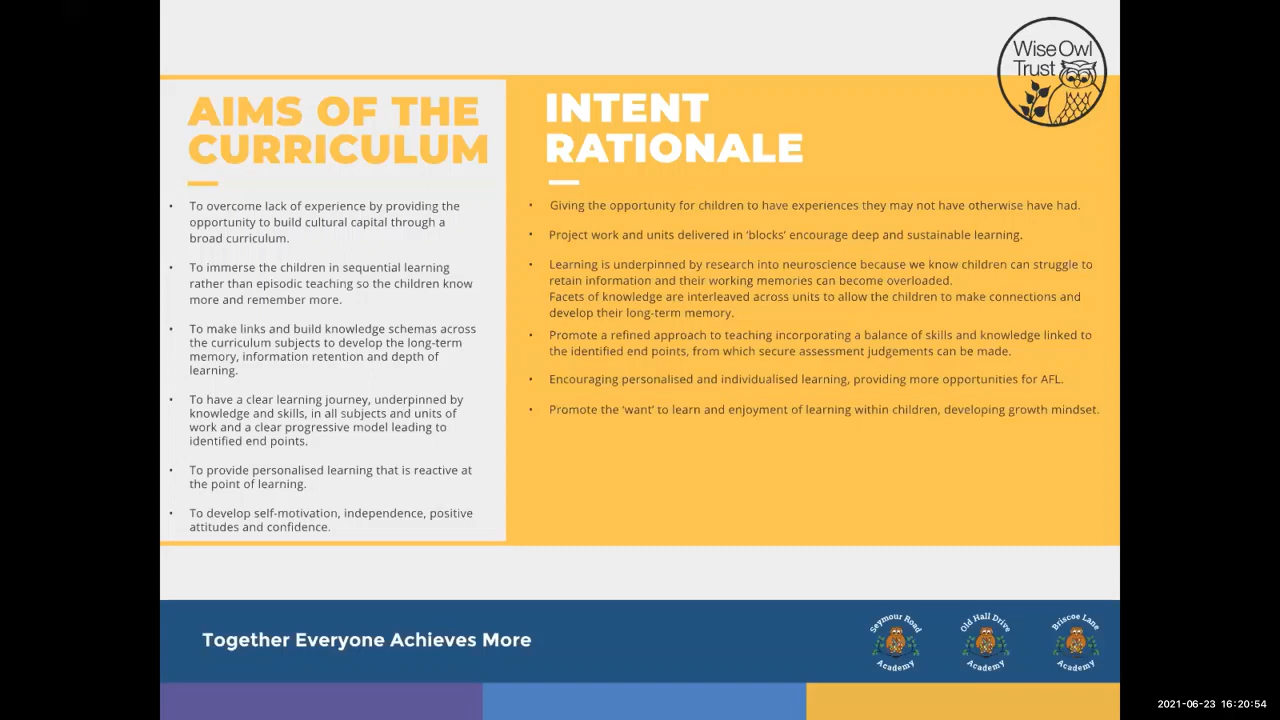 Wise Owl
Trust
AIMS OF THE
CURRICULUM
• To overcome lack of experience by providing the
opportunity to build cultural capital through a
broad curriculum.
• To immerse the children in sequential learning
rather than episodic teaching so the children know
more and remember more.
• To make links and build knowledge schemas across
the curriculum subjects to develop the long-term
memory, information retention and depth of
learning.
• To have a clear learning journey, underpinned by
knowledge and skills, in all subjects and units of
work and a clear progressive model leading to
identified end points.
• To provide personalised learning that is reactive at
the point of learning.
• To develop self-motivation, independence, positive
attitudes and confidence.
INTENT
RATIONALE
• Giving the opportunity for children to have experiences they may not have otherwise have had.
• Project work and units delivered in ‘blocks’ encourage deep and sustainable learning.
• Learning is underpinned by research into neuroscience because we know children can struggle to
retain information and their working memories can become overloaded.
Facets of knowledge are interleaved across units to allow the children to make connections and
develop their long-term memory.
• Promote a refined approach to teaching incorporating a balance of skills and knowledge linked to
the identified end points, from which secure assessment judgements can be made.
• Encouraging personalised and individualised learning, providing more opportunities for AFL.
• Promote the ‘want’ to learn and enjoyment of learning within children, developing growth mindset.
Together Everyone Achieves More
Seymour Road
Academy
Old Hall Drive
Academy
Briscoe Lane
Academy
2021-06-23 16:20:54